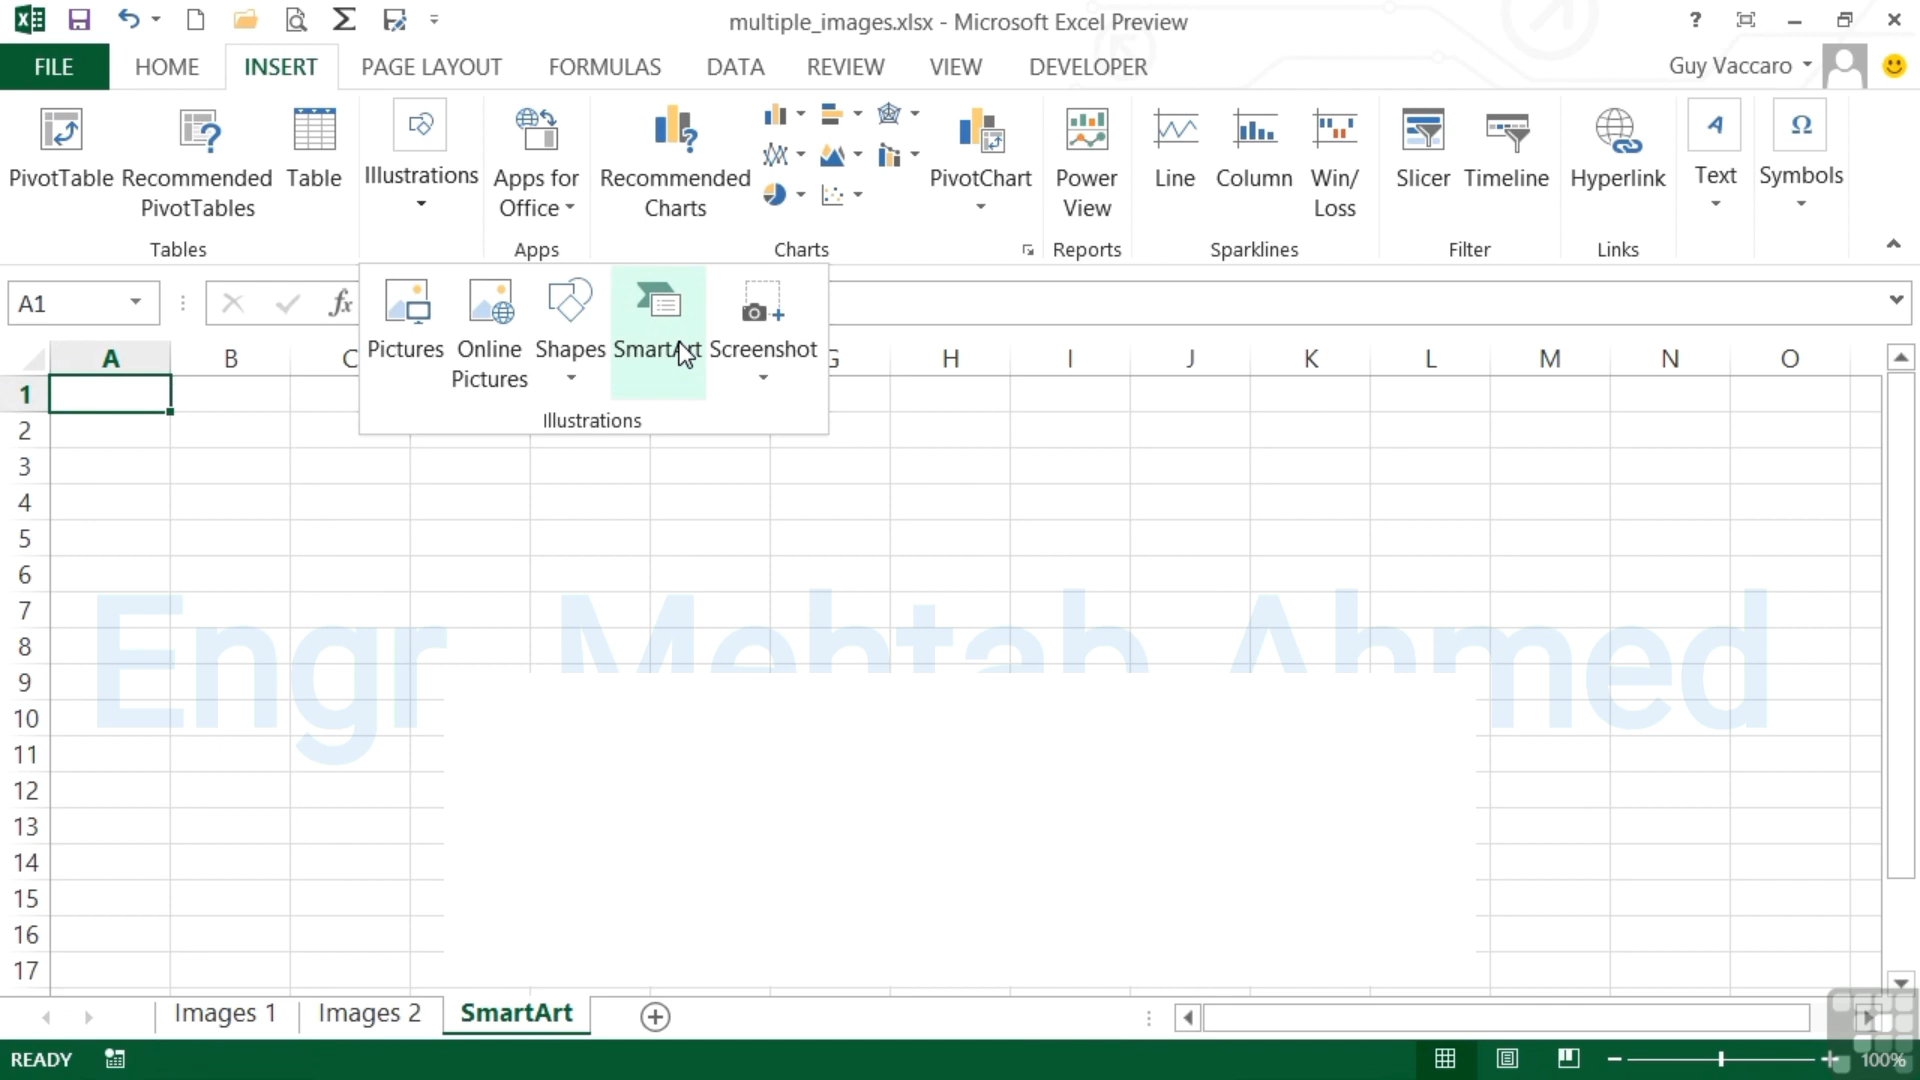 multiple_images.xlsx - Microsoft Excel Preview
?
FILE HOME INSERT PAGE LAYOUT FORMULAS DATA REVIEW VIEW DEVELOPER
Guy Vaccaro
PivotTable
Recommended PivotTables
Table
Illustrations
Apps for Office
Recommended Charts
PivotChart
Power View
Line
Column
Win/ Loss
Slicer
Timeline
Hyperlink
Text
Symbols
Tables
Apps
Charts
Reports
Sparklines
Filter
Links
A1
fx
Pictures
Online Pictures
Shapes
SmartArt
Screenshot
Illustrations
A B C G H I J K L M N O
1
2
3
4
5
6
7
8
9
10
11
12
13
14
15
16
17
Engr Mehtab Ahmed
Images 1 Images 2 SmartArt
READY
100%